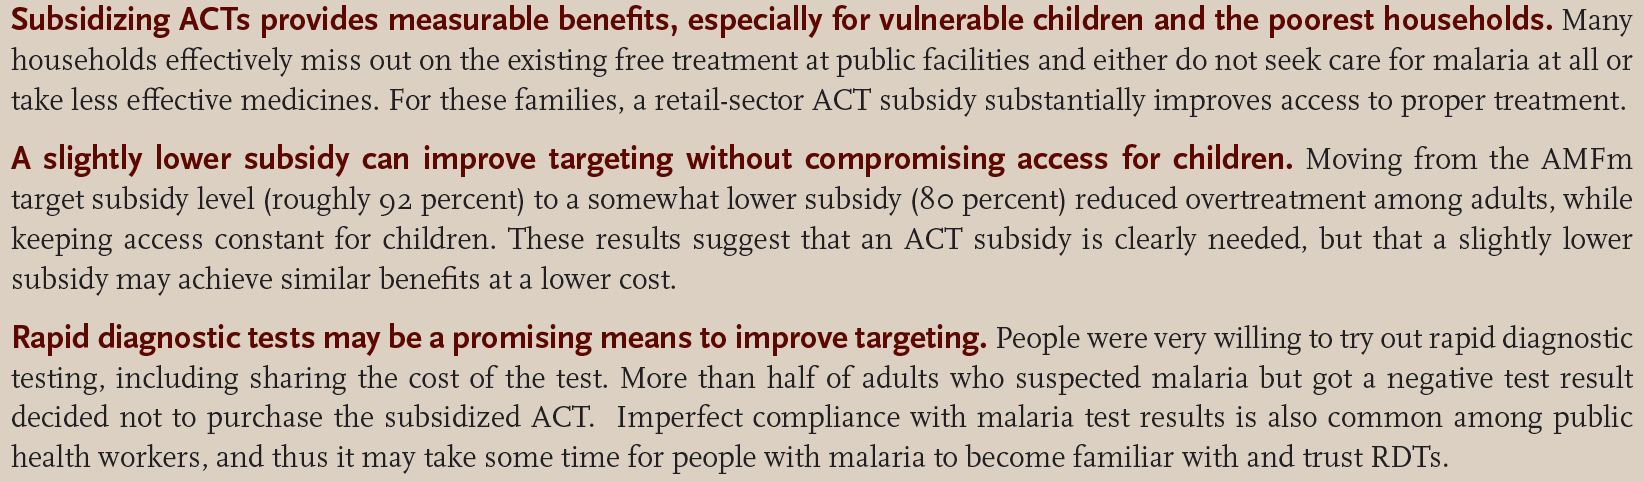 Subsidizing ACTs provides measurable benefits, especially for vulnerable children and the poorest households. Many
households effectively miss out on the existing free treatment at public facilities and either do not seek care for malaria at all or
take less effective medicines. For these families, a retail-sector ACT subsidy substantially improves access to proper treatment.
A slightly lower subsidy can improve targeting without compromising access for children. Moving from the AMFm
target subsidy level (roughly 92 percent) to a somewhat lower subsidy (80 percent) reduced overtreatment among adults, while
keeping access constant for children. These results suggest that an ACT subsidy is clearly needed, but that a slightly lower
subsidy may achieve similar benefits at a lower cost.
Rapid diagnostic tests may be a promising means to improve targeting. People were very willing to try out rapid diagnostic
testing, including sharing the cost of the test. More than half of adults who suspected malaria but got a negative test result
decided not to purchase the subsidized ACT.  Imperfect compliance with malaria test results is also common among public
health workers, and thus it may take some time for people with malaria to become familiar with and trust RDTs.